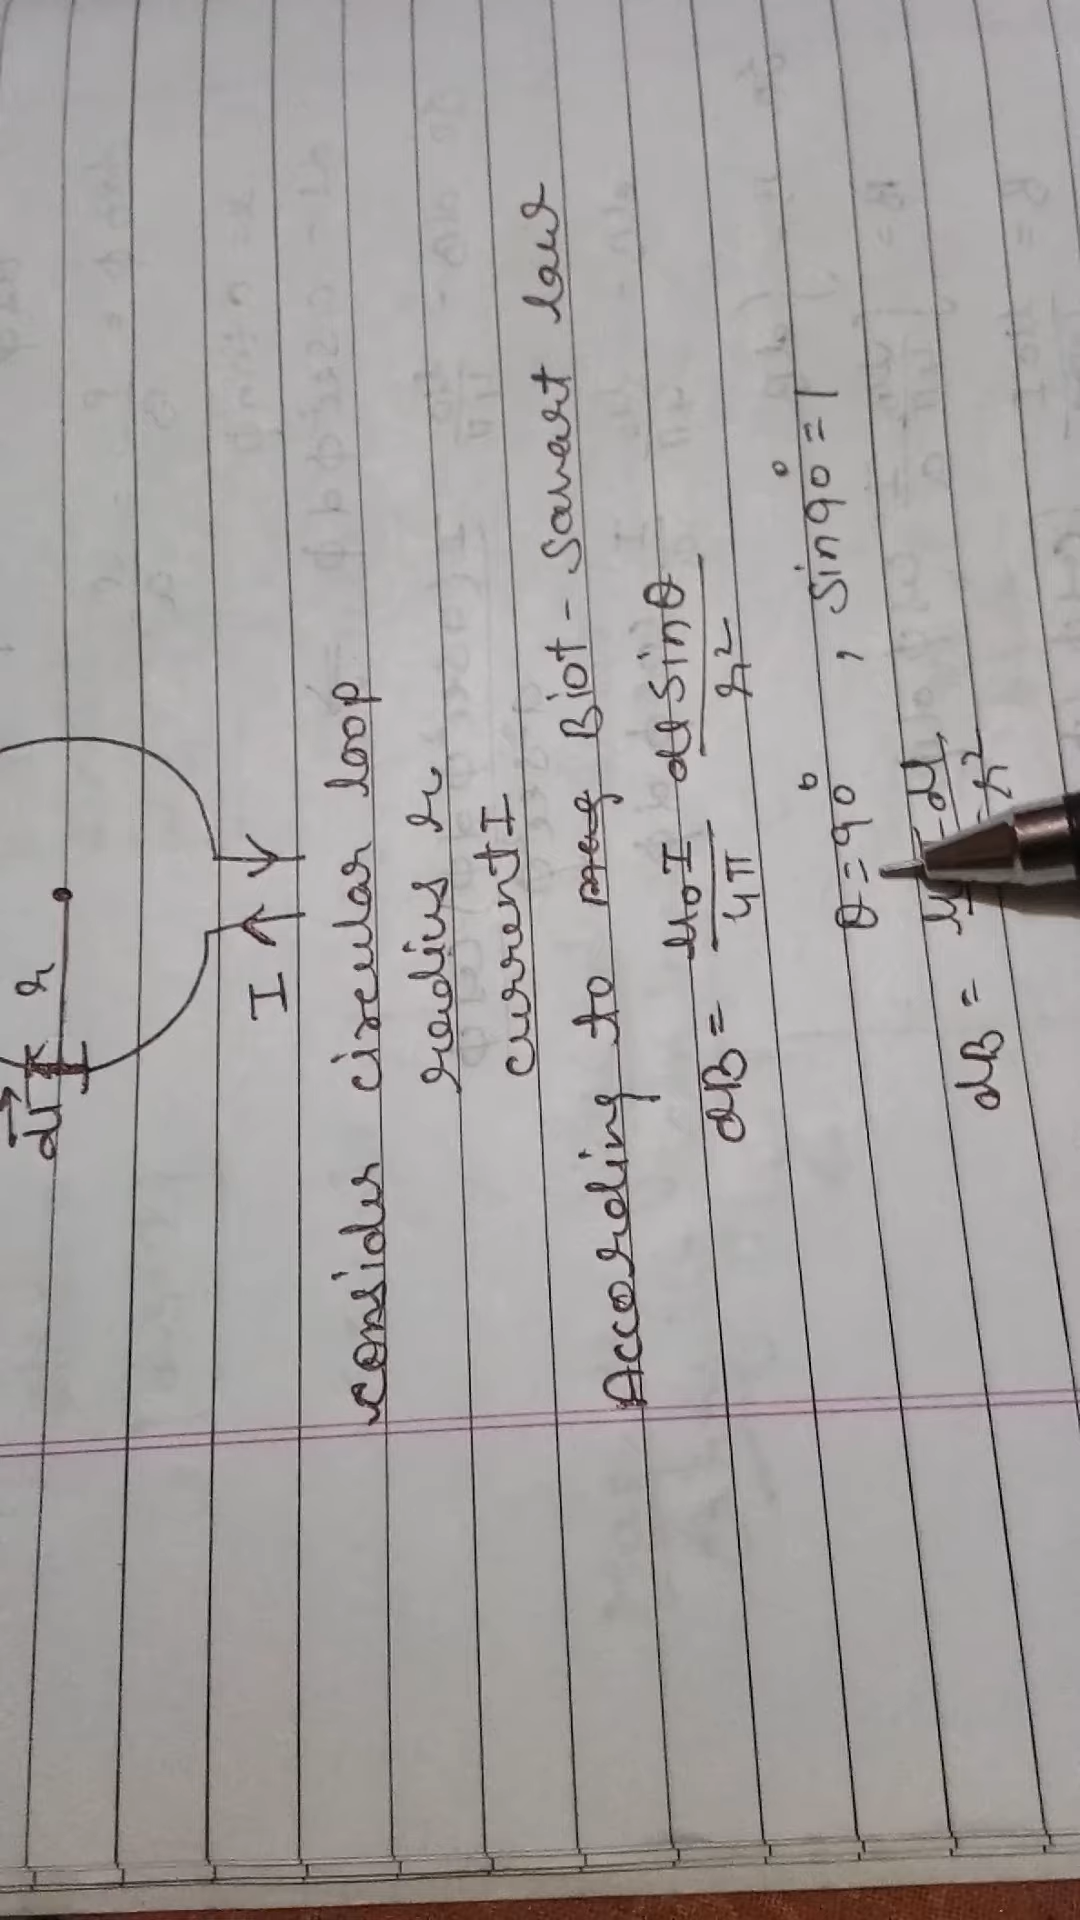 dl r
I
Consider circular loop
radius r
current I
According to mag Biot - Savart law
dB = μ0 I / 4π dl sinθ / r²
θ = 90° , sin90° = 1
dB = dl / r²